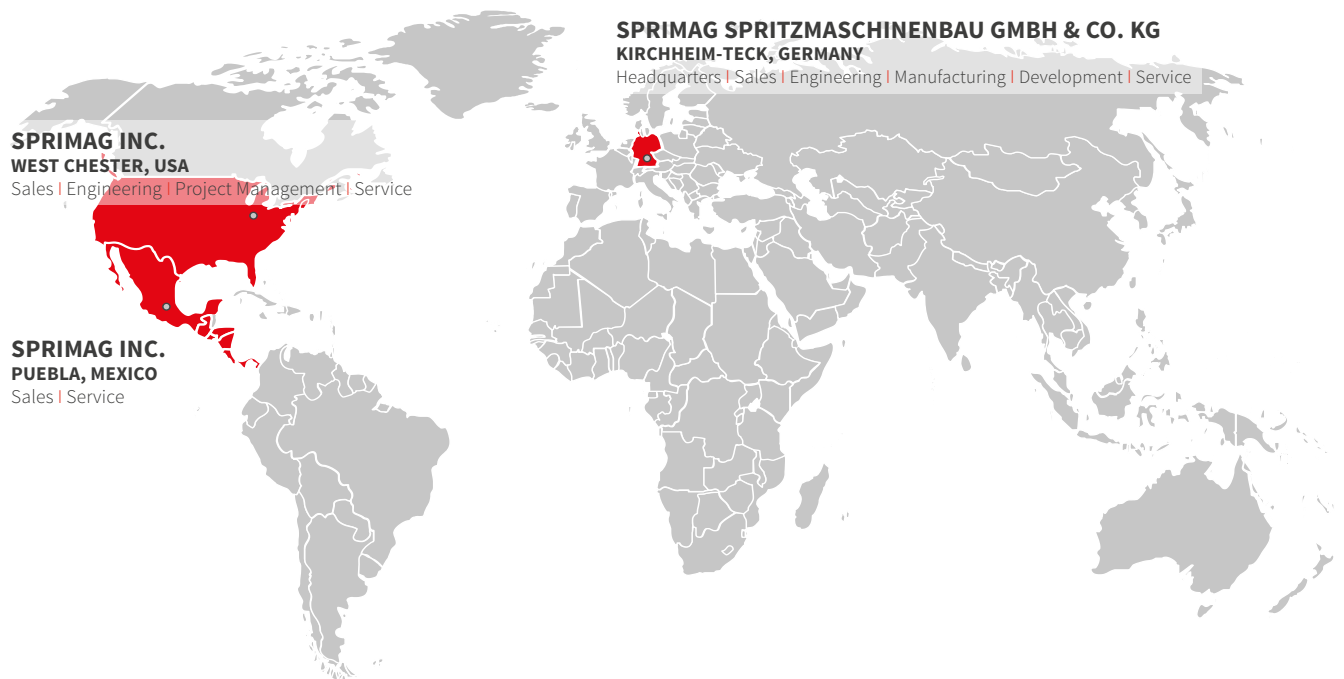 SPRIMAG SPRITZMASCHINENBAU GMBH & CO. KG
KIRCHHEIM-TECK, GERMANY
Headquarters | Sales | Engineering | Manufacturing | Development | Service
SPRIMAG INC.
WEST CHESTER, USA
Sales | Engineering | Project Management | Service
SPRIMAG INC.
PUEBLA, MEXICO
Sales | Service